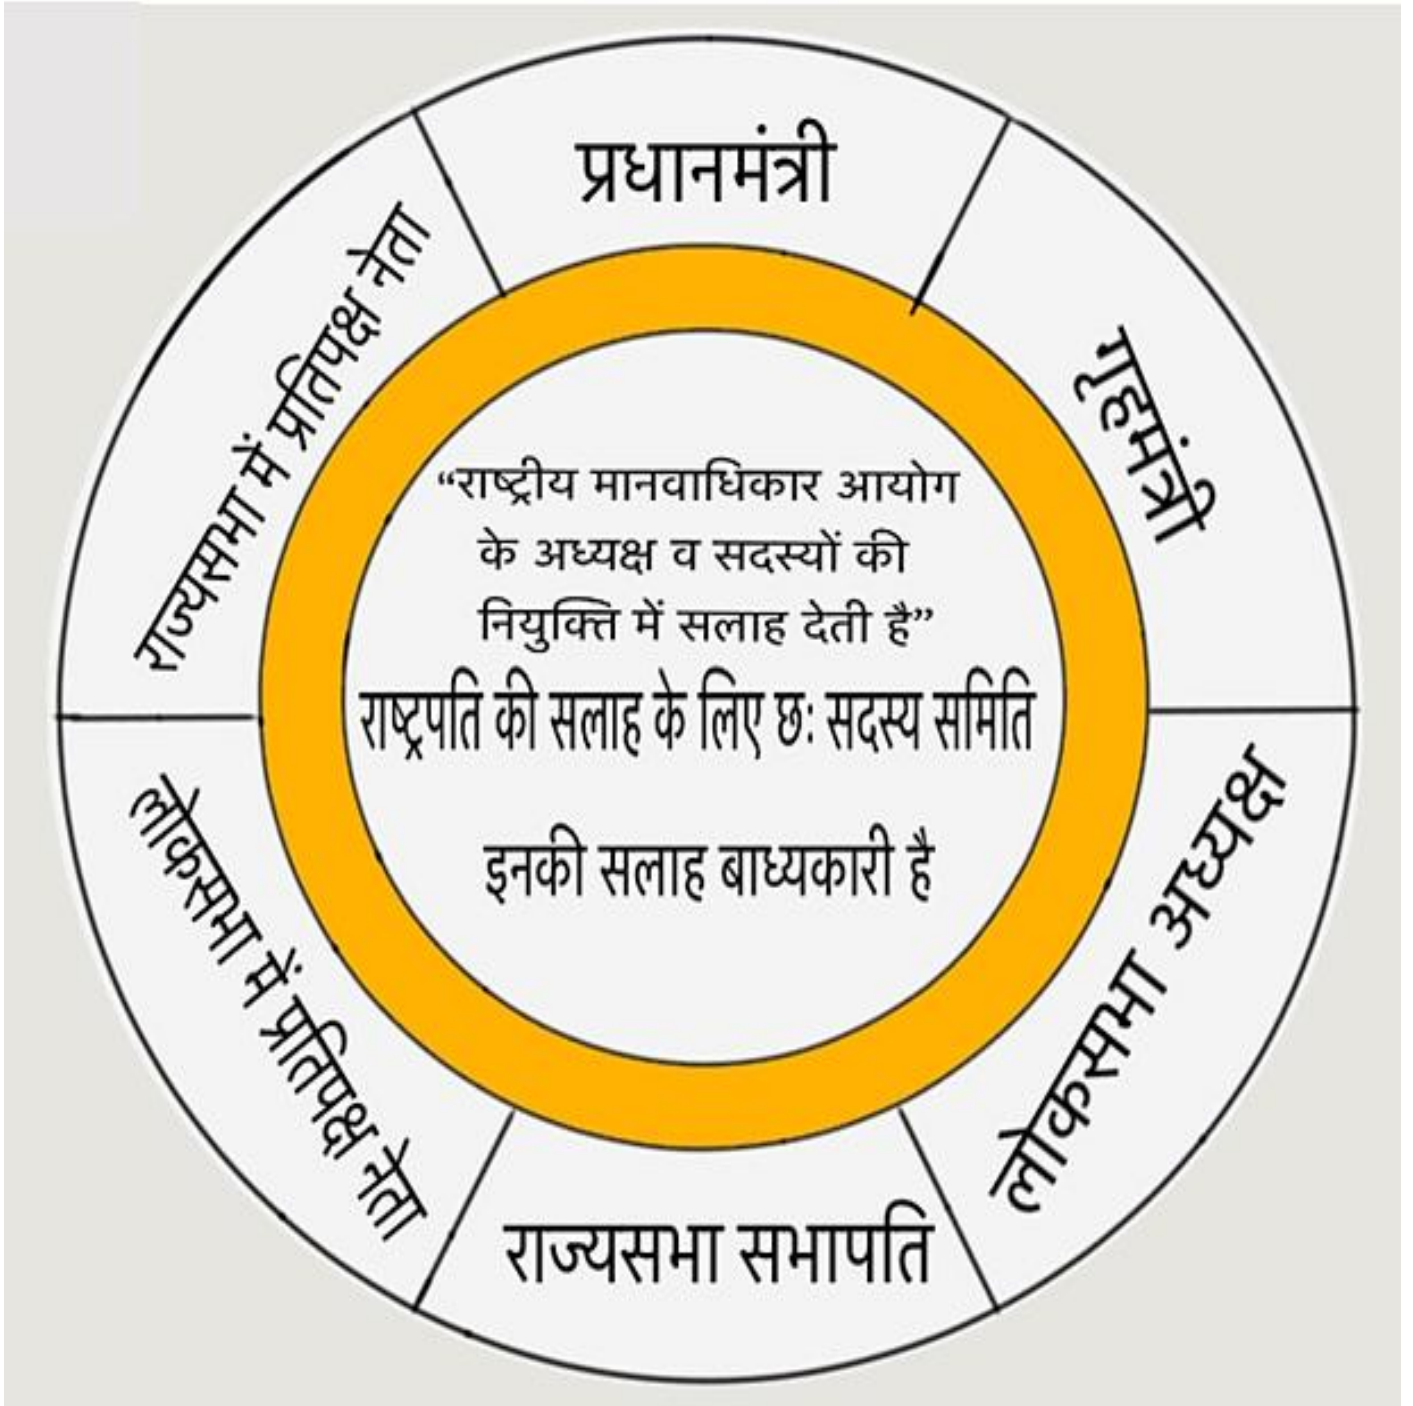 प्रधानमंत्री
गृहमंत्री
लोकसभा अध्यक्ष
राज्यसभा सभापति
लोकसभा में प्रतिपक्ष नेता
राज्यसभा में प्रतिपक्ष नेता
“राष्ट्रीय मानवाधिकार आयोग
के अध्यक्ष व सदस्यों की
नियुक्ति में सलाह देती है”
राष्ट्रपति की सलाह के लिए छः सदस्य समिति
इनकी सलाह बाध्यकारी है